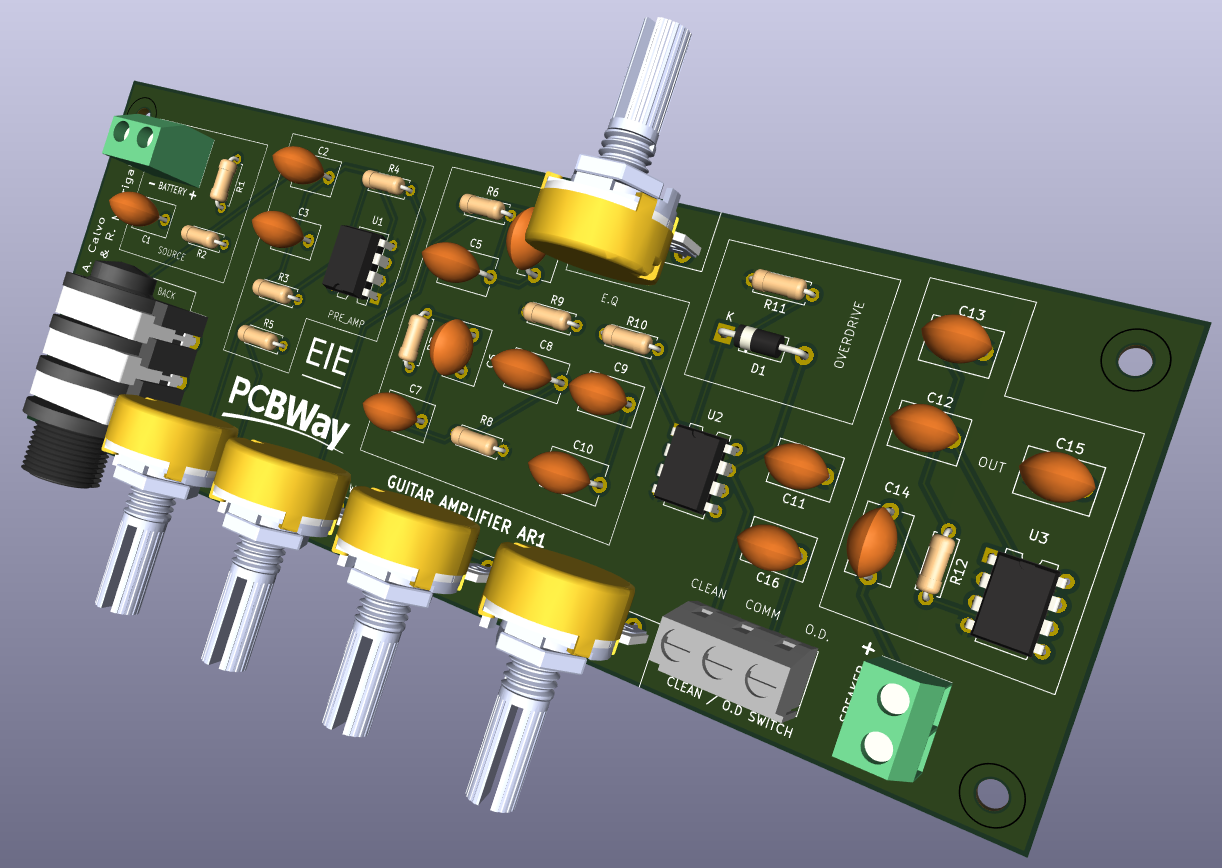 − BATTERY +
R1
C1
R2
SOURCE
A. Calvo
& R.
BACK
C2
R4
C3
U1
R3
R5
PRE_AMP
EIE
PCBWay
R6
C5
R9
E.Q
R10
C8
C9
C7
R8
C10
GUITAR AMPLIFIER AR1
R11
K
D1
OVERDRIVE
U2
C11
C16
CLEAN
COMM
O.D.
CLEAN / O.D SWITCH
C13
C12
OUT
C15
C14
R12
U3
+
SPEAKER